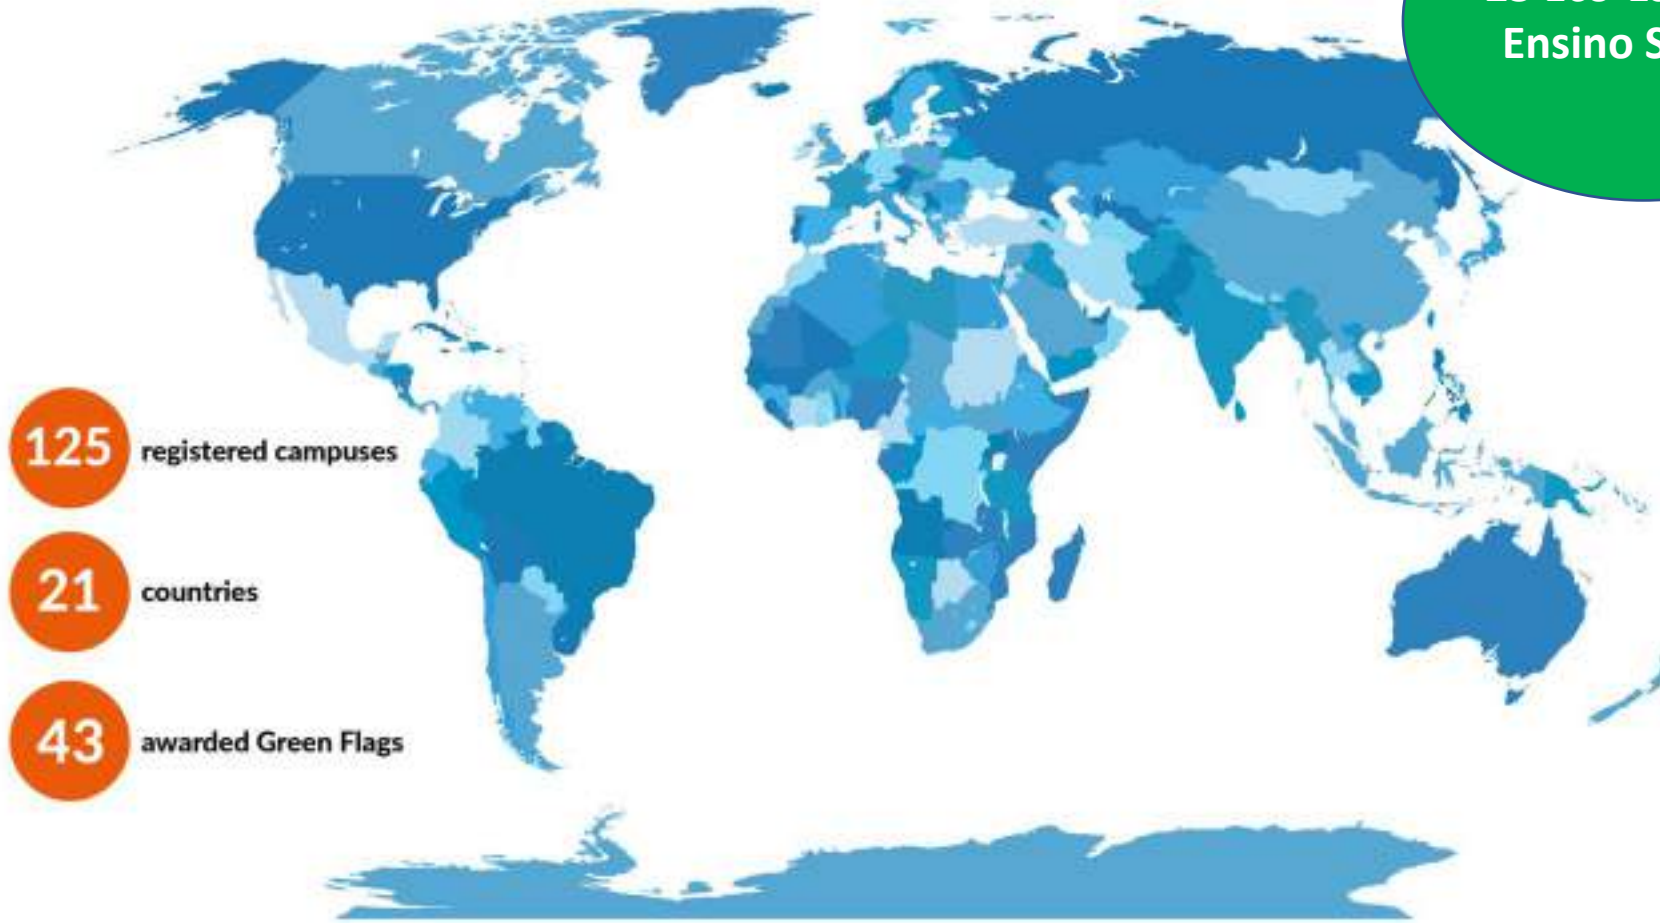 Ensino S
125 registered campuses
21 countries
43 awarded Green Flags